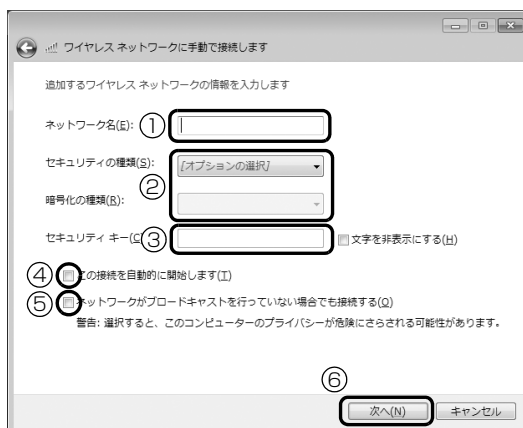 ワイヤレス ネットワークに手動で接続します
追加するワイヤレス ネットワークの情報を入力します
ネットワーク名(E): ①
セキュリティの種類(S): [オプションの選択]
②
暗号化の種類(R):
セキュリティ キー(C ③ 文字を非表示にする(H)
④ この接続を自動的に開始します(T)
⑤ ネットワークがブロードキャストを行っていない場合でも接続する(O)
警告: 選択すると、このコンピューターのプライバシーが危険にさらされる可能性があります。
⑥
次へ(N) キャンセル